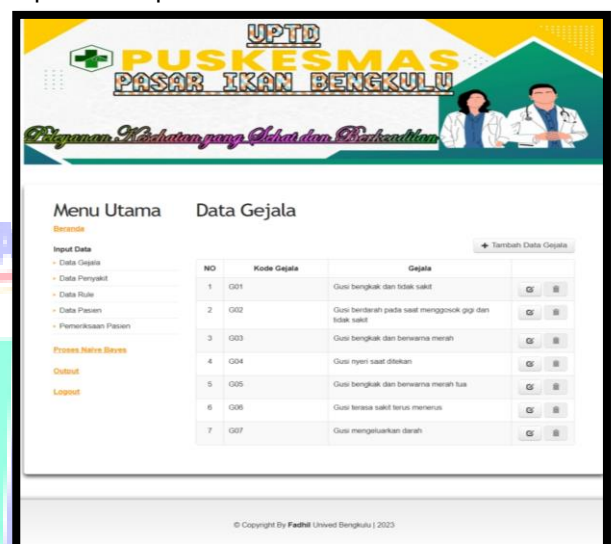 UPTD
PUSKESMAS
PASAR IKAN BENGKULU
Pelayanan Kesehatan yang Sehat dan Berkeadilan
Menu Utama
Beranda
Input Data
Data Gejala
Data Penyakit
Data Rule
Data Pasien
Pemeriksaan Pasien
Proses Naive Bayes
Output
Logout
Data Gejala
+ Tambah Data Gejala
NO Kode Gejala Gejala
1 G01 Gusi bengkak dan tidak sakit
2 G02 Gusi berdarah pada saat menggosok gigi dan
tidak sakit
3 G03 Gusi bengkak dan berwarna merah
4 G04 Gusi nyeri saat ditekan
5 G05 Gusi bengkak dan berwarna merah tua
6 G06 Gusi terasa sakit terus menerus
7 G07 Gusi mengeluarkan darah
© Copyright By Fadhil Unived Bengkulu | 2023